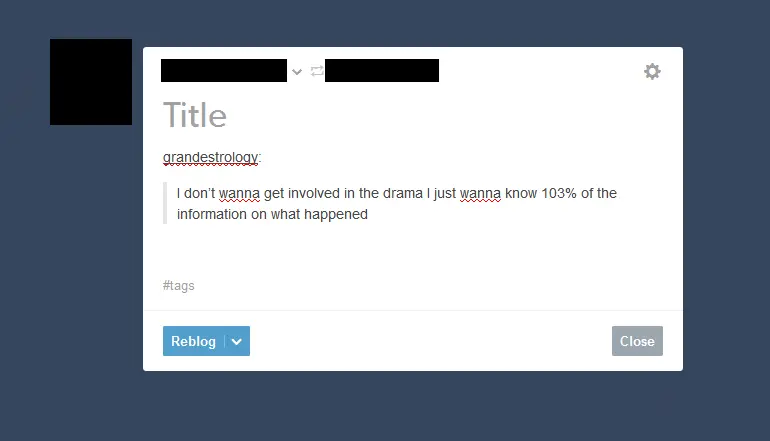 Title
grandestrology:
I don't wanna get involved in the drama I just wanna know 103% of the
information on what happened
#tags
Reblog
Close